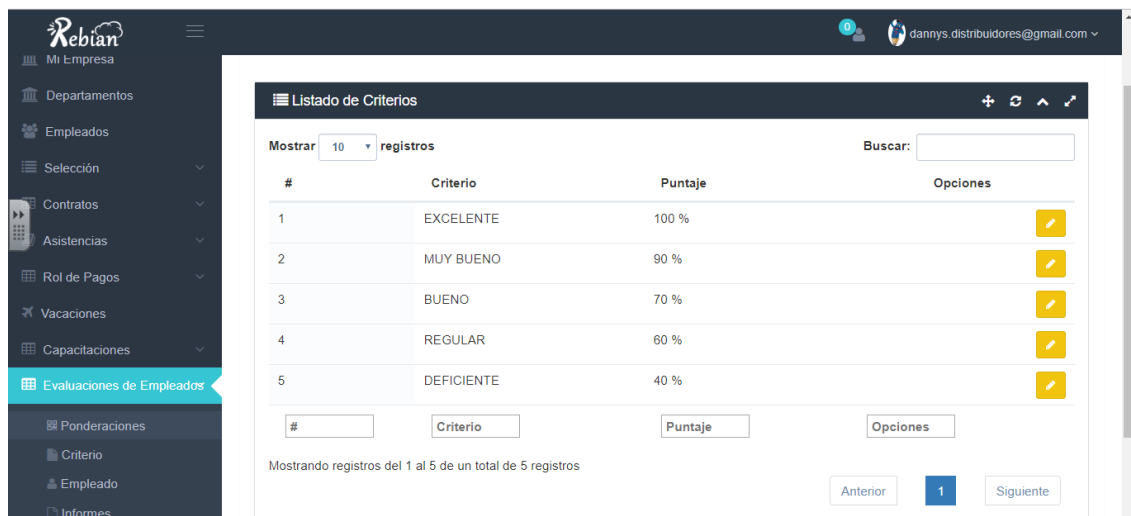 Rebian
0
dannys.distribuidores@gmail.com
Mi Empresa
Departamentos
Empleados
Selección
Contratos
Asistencias
Rol de Pagos
Vacaciones
Capacitaciones
Evaluaciones de Empleados
Ponderaciones
Criterio
Empleado
Informes
Listado de Criterios
Mostrar 10 registros
Buscar:
# Criterio Puntaje Opciones
1 EXCELENTE 100 %
2 MUY BUENO 90 %
3 BUENO 70 %
4 REGULAR 60 %
5 DEFICIENTE 40 %
# Criterio Puntaje Opciones
Mostrando registros del 1 al 5 de un total de 5 registros
Anterior 1 Siguiente